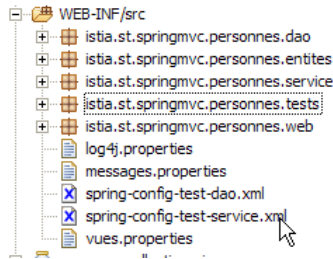 WEB-INF/src
istia.st.springmvc.personnes.dao
istia.st.springmvc.personnes.entites
istia.st.springmvc.personnes.service
istia.st.springmvc.personnes.tests
istia.st.springmvc.personnes.web
log4j.properties
messages.properties
spring-config-test-dao.xml
spring-config-test-service.xml
vues.properties